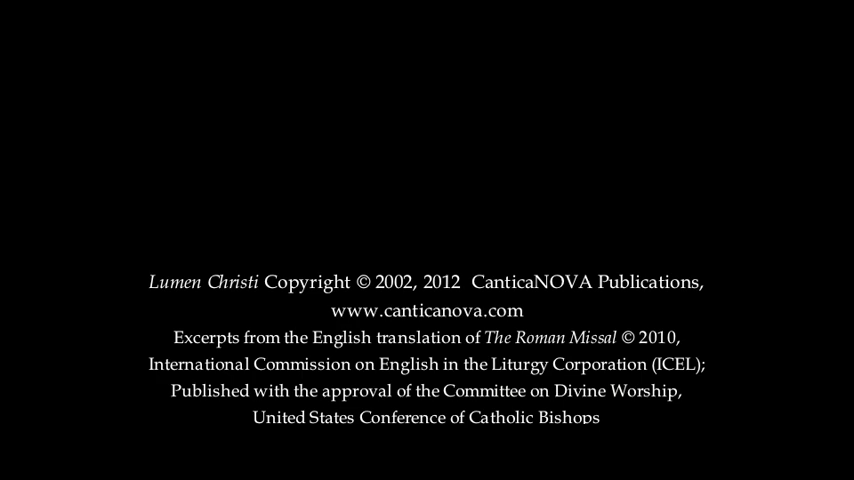 Lumen Christi Copyright © 2002, 2012 CanticaNOVA Publications,
www.canticanova.com
Excerpts from the English translation of The Roman Missal © 2010,
International Commission on English in the Liturgy Corporation (ICEL);
Published with the approval of the Committee on Divine Worship,
United States Conference of Catholic Bishops